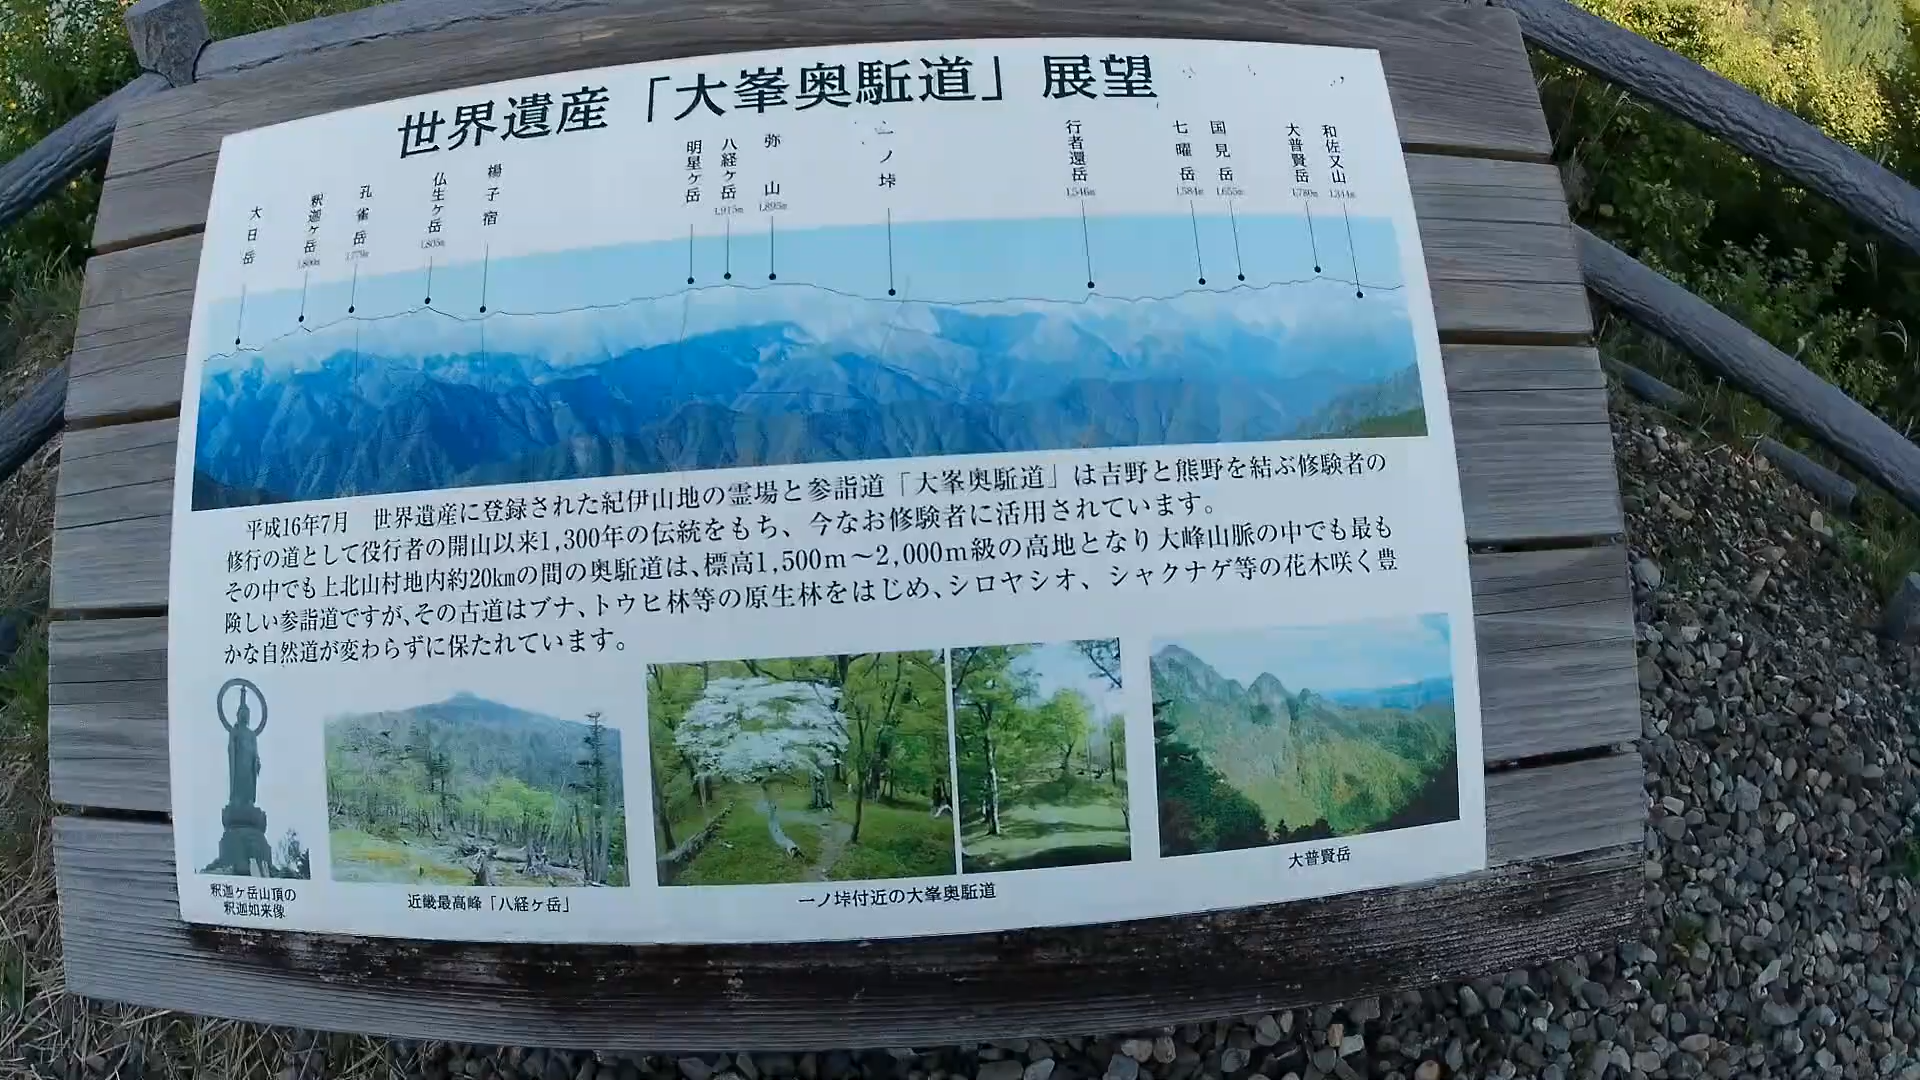 世界遺産「大峯奥駈道」展望
大日岳
釈迦ヶ岳
1,800m
孔雀岳
1,779m
仏生ヶ岳
1,805m
楊子宿
明星ヶ岳
八経ヶ岳
1,915m
弥山
1,895m
一ノ垰
行者還岳
1,546m
七曜岳
1,584m
国見岳
1,655m
大普賢岳
1,780m
和佐又山
1,344m
平成16年7月 世界遺産に登録された紀伊山地の霊場と参詣道「大峯奥駈道」は吉野と熊野を結ぶ修験者の
修行の道として役行者の開山以来1,300年の伝統をもち、今なお修験者に活用されています。
その中でも上北山村地内約20kmの間の奥駈道は、標高1,500m～2,000m級の高地となり大峰山脈の中でも最も
険しい参詣道ですが、その古道はブナ、トウヒ林等の原生林をはじめ、シロヤシオ、シャクナゲ等の花木咲く豊
かな自然道が変わらずに保たれています。
釈迦ヶ岳山頂の
釈迦如来像
近畿最高峰「八経ヶ岳」
一ノ垰付近の大峯奥駈道
大普賢岳